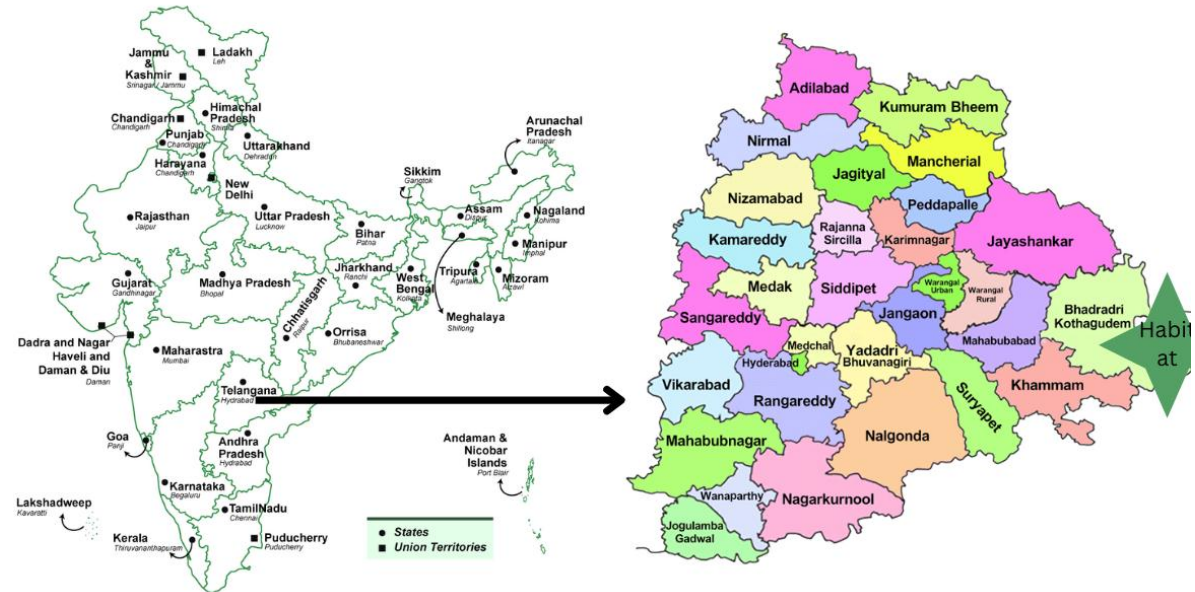 Jammu
&
Kashmir
Srinagar / Jammu
Ladakh
Leh
Himachal
Pradesh
Shimla
Chandigarh
Chandigarh
Punjab
Chandigarh
Uttarakhand
Dehradun
Harayana
Chandigarh
New
Delhi
Arunachal
Pradesh
Itanagar
Sikkim
Gangtok
Rajasthan
Jaipur
Uttar Pradesh
Lucknow
Bihar
Patna
Assam
Dispur
Nagaland
Kohima
Manipur
Imphal
Gujarat
Gandhinagar
Madhya Pradesh
Bhopal
Jharkhand
Ranchi
West
Bengal
Kolkata
Tripura
Agartala
Mizoram
Aizawl
Meghalaya
Shillong
Chhatisgarh
Raipur
Orrisa
Bhubaneshwar
Dadra and Nagar
Haveli and
Daman & Diu
Daman
Maharastra
Mumbai
Telangana
Hydrabad
Goa
Panji
Andhra
Pradesh
Hydrabad
Andaman &
Nicobar
Islands
Port Blair
Karnataka
Begaluru
Lakshadweep
Kavaratti
TamilNadu
Chennai
Kerala
Thiruvananthapuram
Puducherry
Puducherry
States
Union Territories
Adilabad
Kumuram Bheem
Nirmal
Mancherial
Jagityal
Nizamabad
Peddapalle
Rajanna
Sircilla
Karimnagar
Jayashankar
Kamareddy
Medak
Siddipet
Warangal
Urban
Warangal
Rural
Sangareddy
Jangaon
Mahabubabad
Bhadradri
Kothagudem
Habit
at
Medchal
Hyderabad
Yadadri
Bhuvanagiri
Vikarabad
Rangareddy
Suryapet
Khammam
Mahabubnagar
Nalgonda
Wanaparthy
Nagarkurnool
Jogulamba
Gadwal